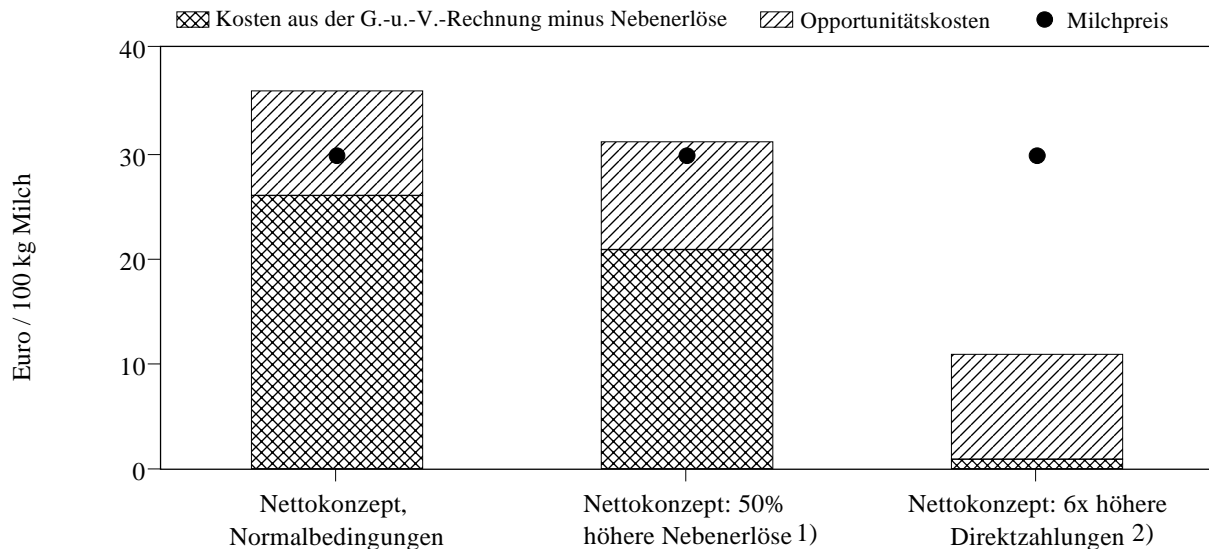 Kosten aus der G.-u.-V.-Rechnung minus Nebenerlöse Opportunitätskosten Milchpreis
40
30
20
10
0
Euro / 100 kg Milch
Nettokonzept,
Normalbedingungen
Nettokonzept: 50%
höhere Nebenerlöse 1)
Nettokonzept: 6x höhere
Direktzahlungen 2)